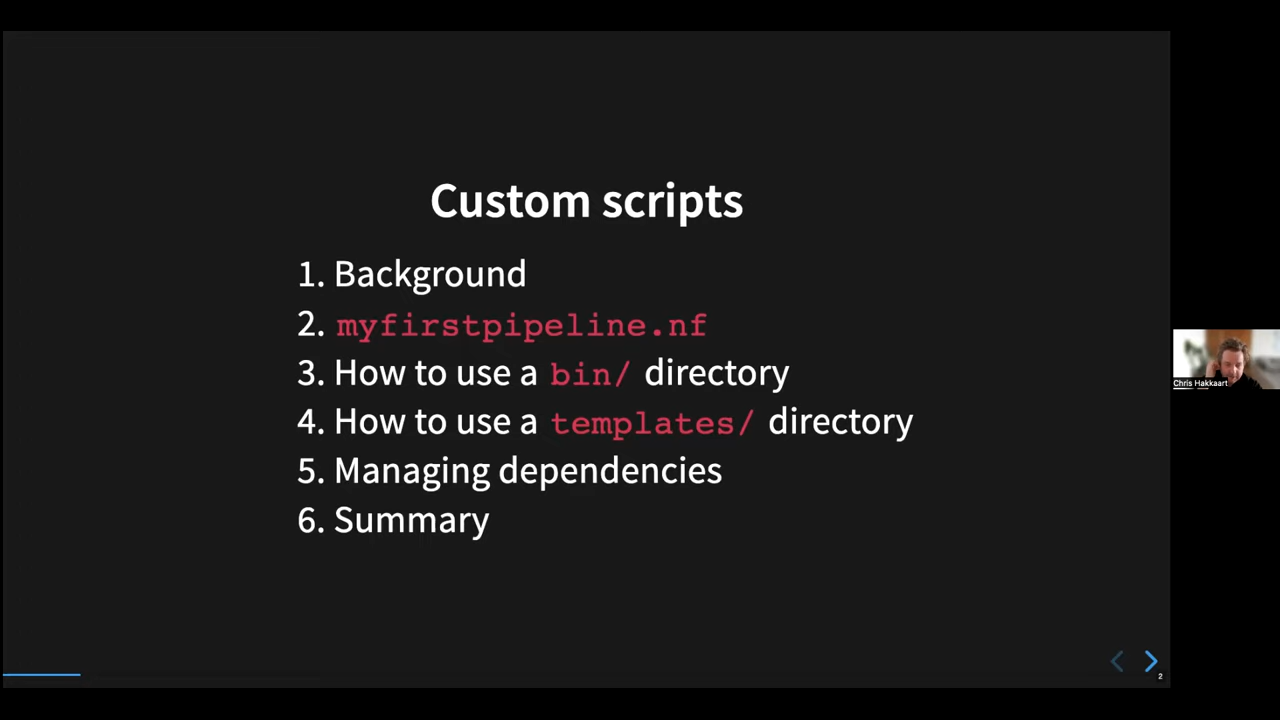 Custom scripts
1. Background
2. myfirstpipeline.nf
3. How to use a bin/ directory
4. How to use a templates/ directory
5. Managing dependencies
6. Summary
Chris Hakkaart
2